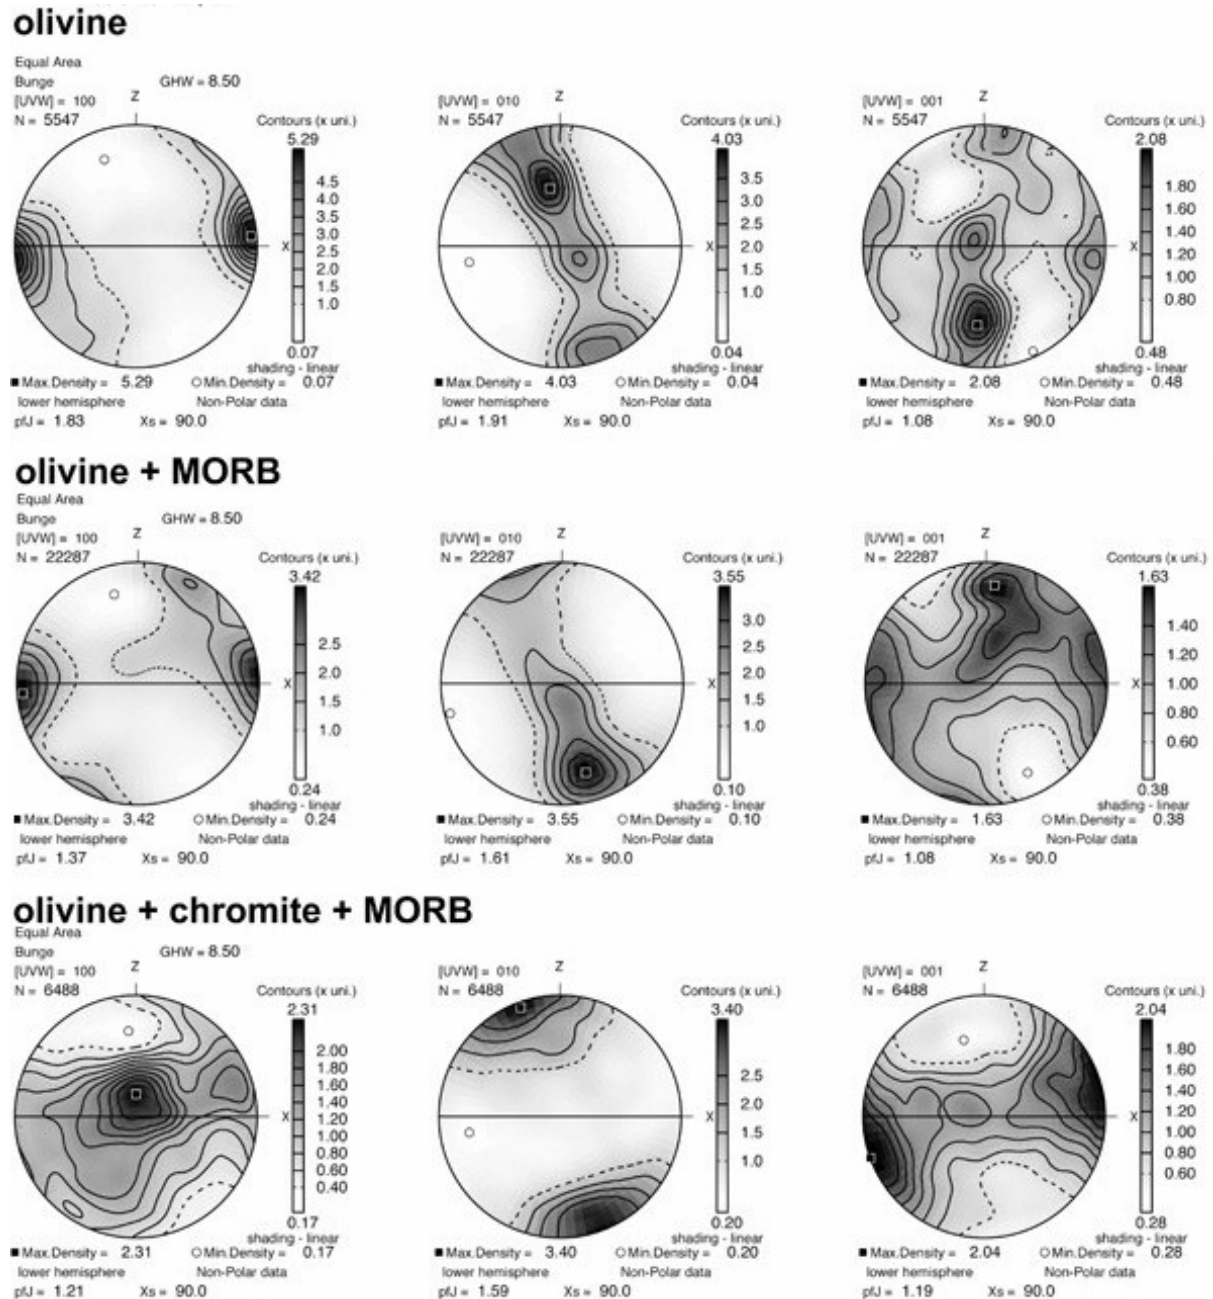 olivine
Equal Area
Bunge GHW = 8.50
[UVW] = 100 Z
N = 5547 Contours (x uni.)
5.29
4.5
4.0
3.5
3.0
2.5
2.0
1.5
1.0
X
0.07
shading - linear
Max.Density = 5.29 Min.Density = 0.07
lower hemisphere Non-Polar data
pfJ = 1.83 Xs = 90.0
[UVW] = 010 Z
N = 5547 Contours (x uni.)
4.03
3.5
3.0
2.5
2.0
1.5
1.0
X
0.04
shading - linear
Max.Density = 4.03 Min.Density = 0.04
lower hemisphere Non-Polar data
pfJ = 1.91 Xs = 90.0
[UVW] = 001 Z
N = 5547 Contours (x uni.)
2.08
1.80
1.60
1.40
1.20
1.00
0.80
X
0.48
shading - linear
Max.Density = 2.08 Min.Density = 0.48
lower hemisphere Non-Polar data
pfJ = 1.08 Xs = 90.0
olivine + MORB
Equal Area
Bunge GHW = 8.50
[UVW] = 100 Z
N = 22287 Contours (x uni.)
3.42
2.5
2.0
1.5
1.0
X
0.24
shading - linear
Max.Density = 3.42 Min.Density = 0.24
lower hemisphere Non-Polar data
pfJ = 1.37 Xs = 90.0
[UVW] = 010 Z
N = 22287 Contours (x uni.)
3.55
3.0
2.5
2.0
1.5
1.0
X
0.10
shading - linear
Max.Density = 3.55 Min.Density = 0.10
lower hemisphere Non-Polar data
pfJ = 1.61 Xs = 90.0
[UVW] = 001 Z
N = 22287 Contours (x uni.)
1.63
1.40
1.20
1.00
0.80
0.60
X
0.38
shading - linear
Max.Density = 1.63 Min.Density = 0.38
lower hemisphere Non-Polar data
pfJ = 1.08 Xs = 90.0
olivine + chromite + MORB
Equal Area
Bunge GHW = 8.50
[UVW] = 100 Z
N = 6488 Contours (x uni.)
2.31
2.00
1.80
1.60
1.40
1.20
1.00
0.80
0.60
0.40
X
0.17
shading - linear
Max.Density = 2.31 Min.Density = 0.17
lower hemisphere Non-Polar data
pfJ = 1.21 Xs = 90.0
[UVW] = 010 Z
N = 6488 Contours (x uni.)
3.40
2.5
2.0
1.5
1.0
X
0.20
shading - linear
Max.Density = 3.40 Min.Density = 0.20
lower hemisphere Non-Polar data
pfJ = 1.59 Xs = 90.0
[UVW] = 001 Z
N = 6488 Contours (x uni.)
2.04
1.80
1.60
1.40
1.20
1.00
0.80
0.60
X
0.28
shading - linear
Max.Density = 2.04 Min.Density = 0.28
lower hemisphere Non-Polar data
pfJ = 1.19 Xs = 90.0